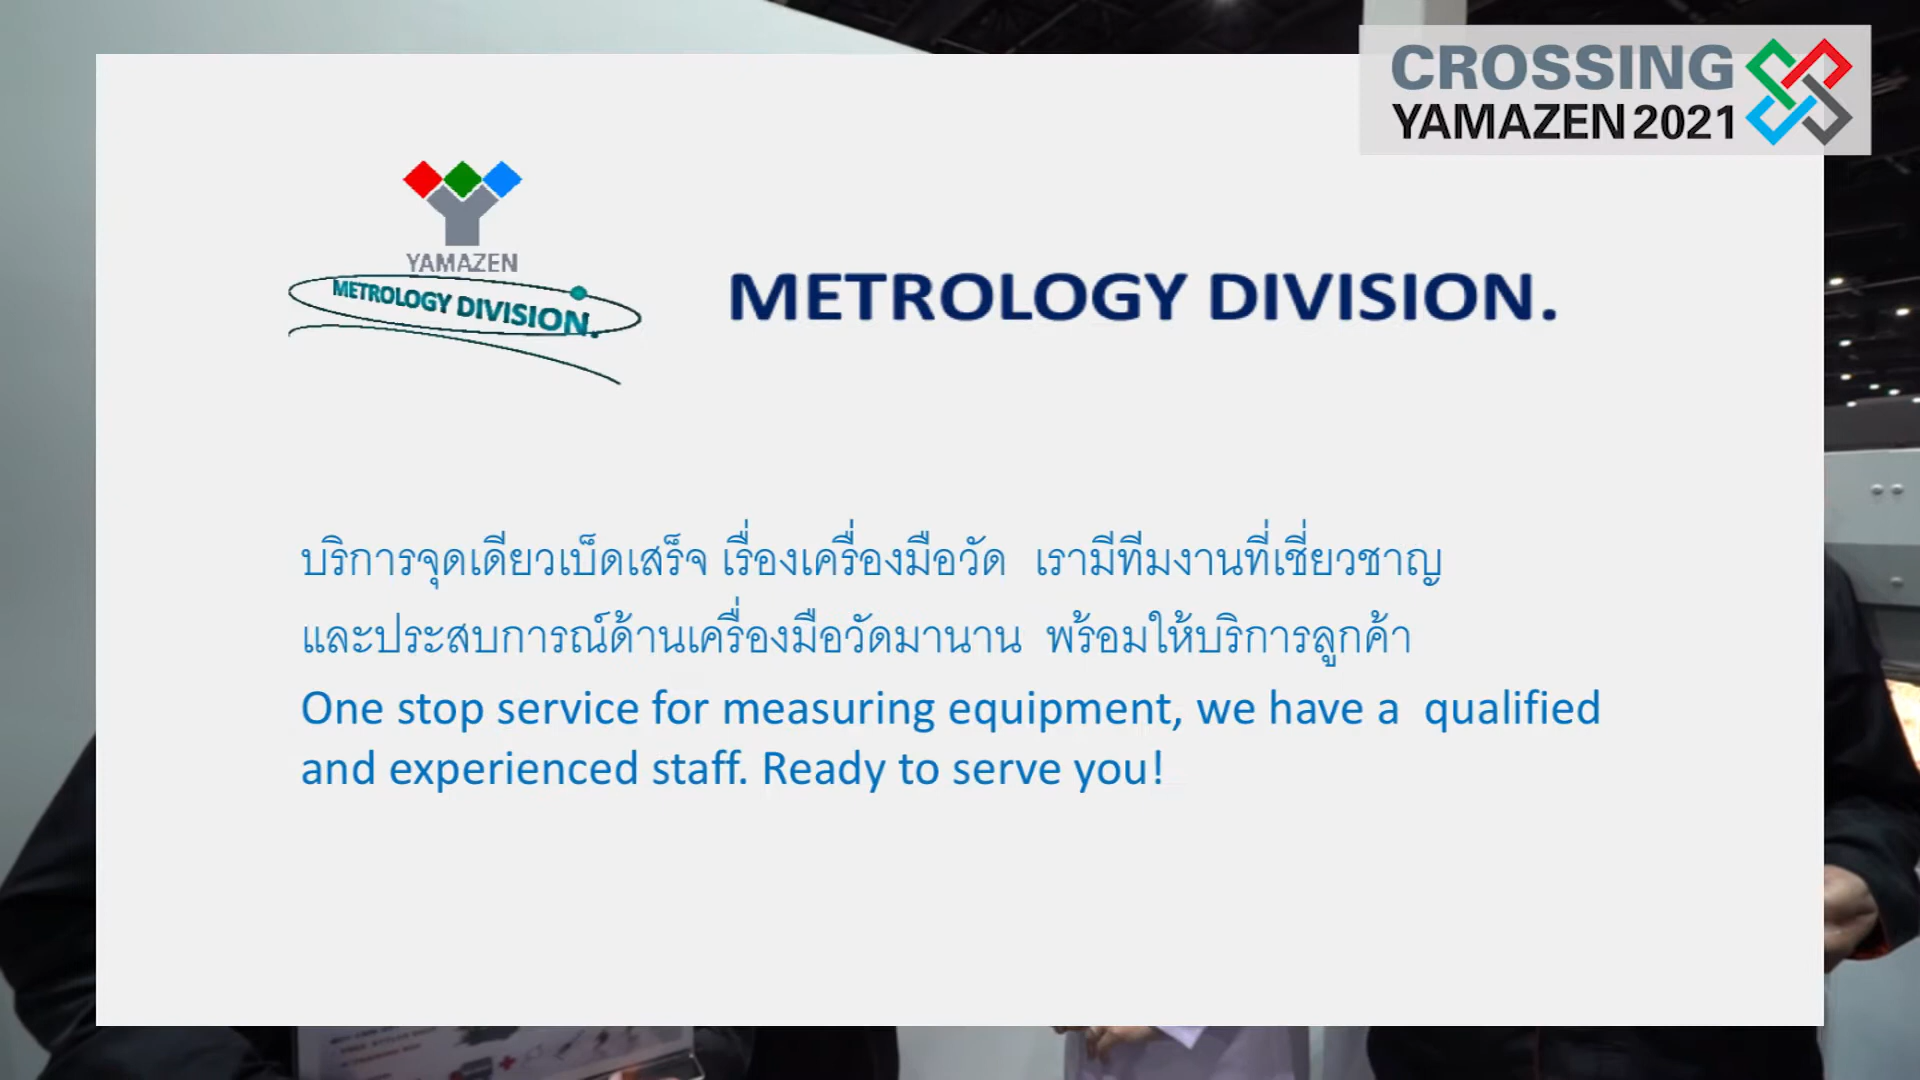 CROSSING
YAMAZEN 2021
YAMAZEN
METROLOGY DIVISION.
METROLOGY DIVISION.
บริการจุดเดียวเบ็ดเสร็จ เรื่องเครื่องมือวัด เรามีทีมงานที่เชี่ยวชาญ
และประสบการณ์ด้านเครื่องมือวัดมานาน พร้อมให้บริการลูกค้า
One stop service for measuring equipment, we have a qualified
and experienced staff. Ready to serve you!